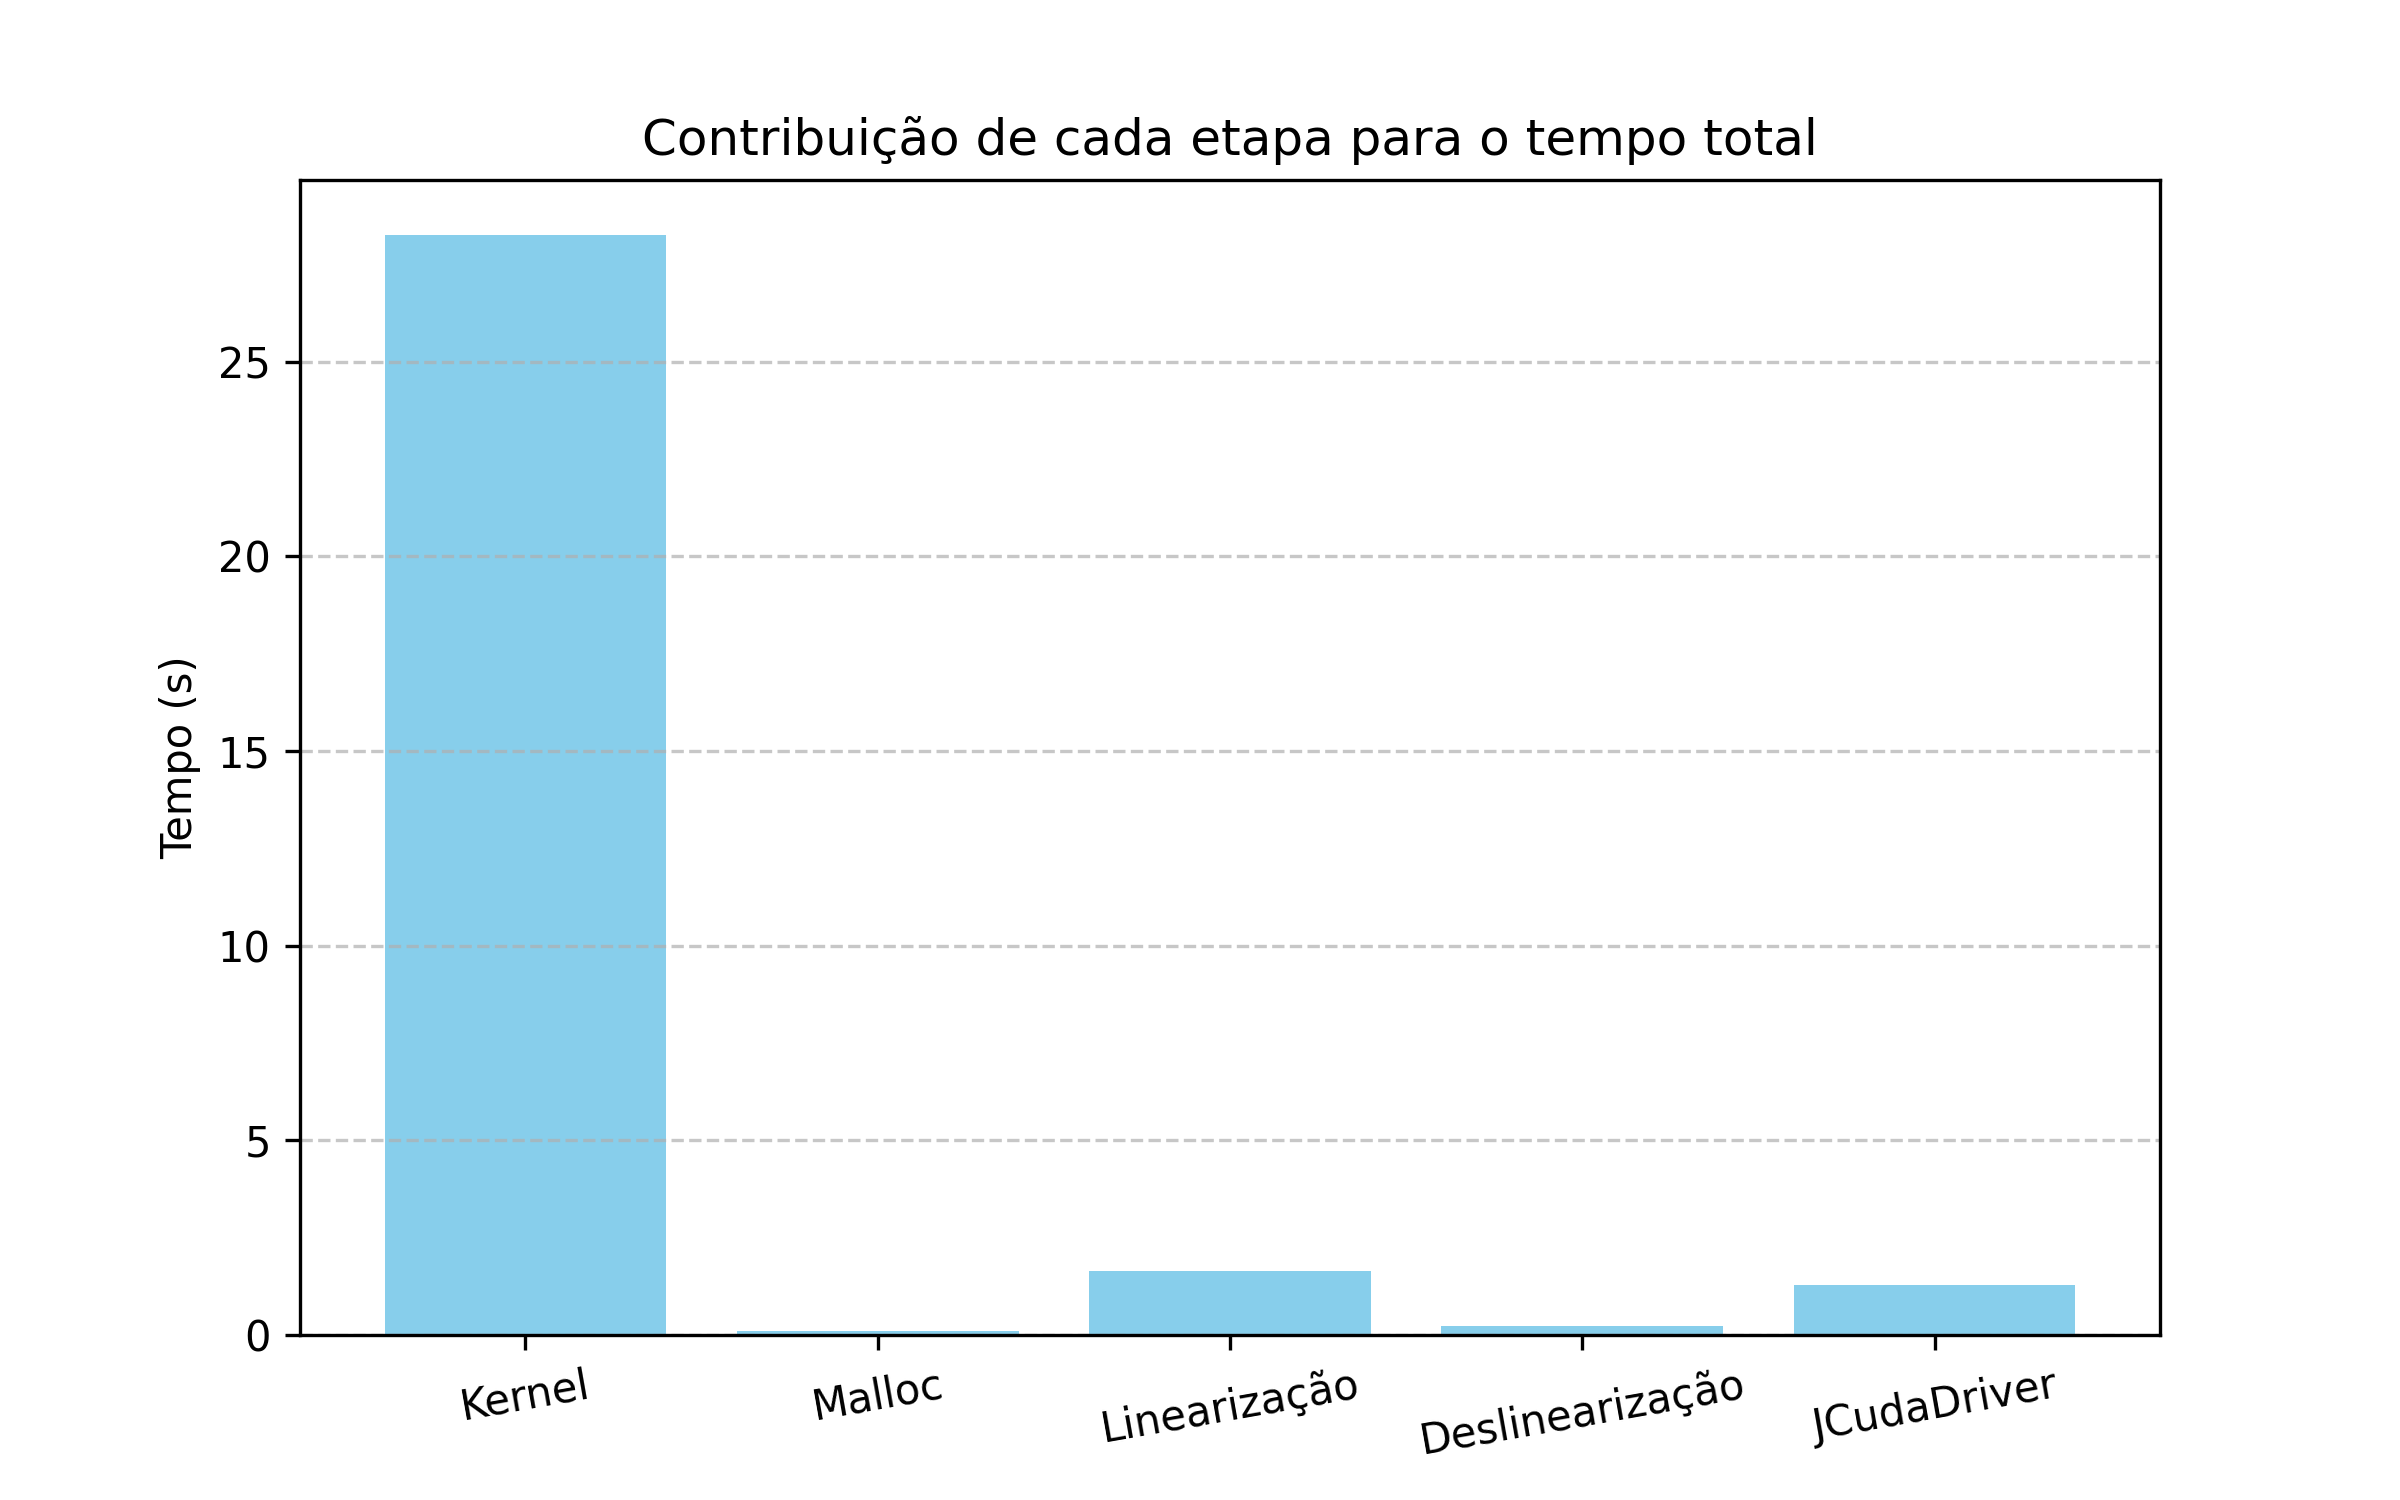 Contribuição de cada etapa para o tempo total
Tempo (s)
25
20
15
10
5
0
Kernel
Malloc
Linearização
Deslinearização
JCudaDriver